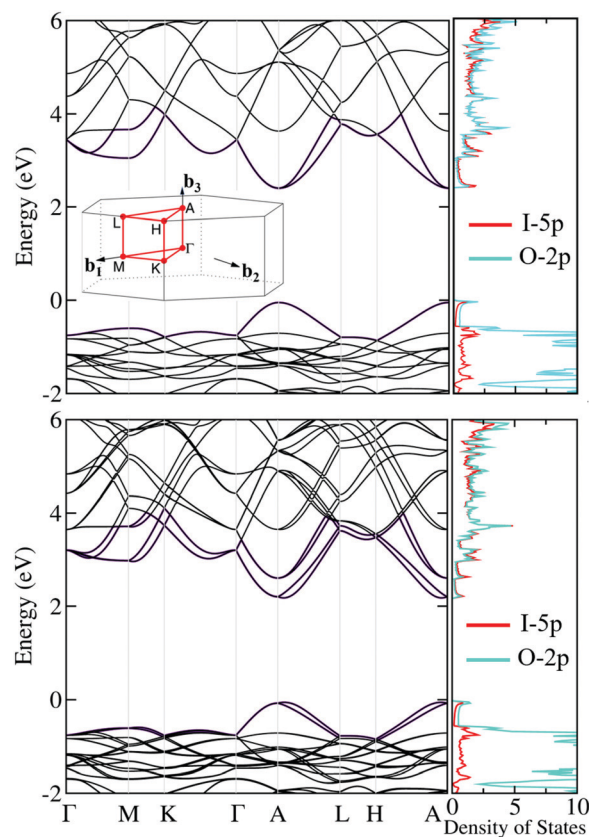 6
4
2
0
-2
Energy (eV)
b3
A
L
H
Γ
b1
M
K
b2
I-5p
O-2p
6
4
2
0
-2
Energy (eV)
I-5p
O-2p
Γ M K Γ A L H A
0 5 10
Density of States